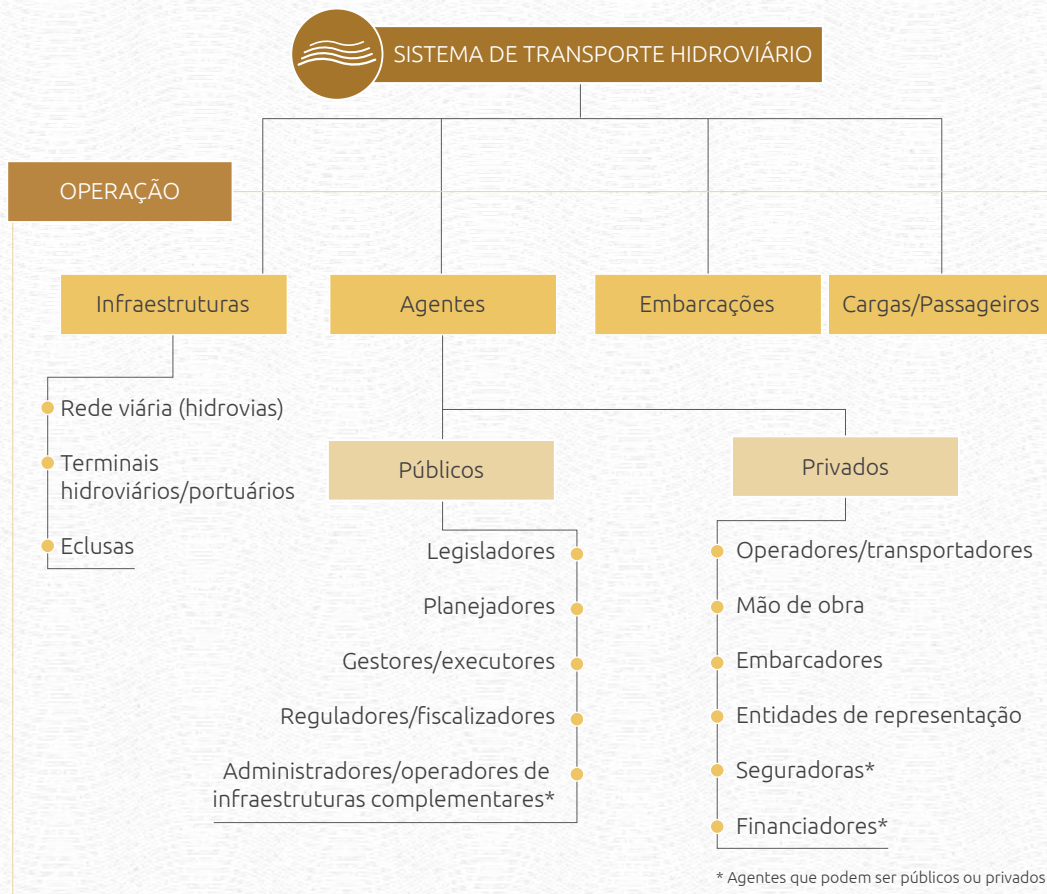 SISTEMA DE TRANSPORTE HIDROVIÁRIO
OPERAÇÃO
Infraestruturas
Agentes
Embarcações
Cargas/Passageiros
Rede viária (hidrovias)
Terminais
hidroviários/portuários
Eclusas
Públicos
Legisladores
Planejadores
Gestores/executores
Reguladores/fiscalizadores
Administradores/operadores de
infraestruturas complementares*
Privados
Operadores/transportadores
Mão de obra
Embarcadores
Entidades de representação
Seguradoras*
Financiadores*
* Agentes que podem ser públicos ou privados